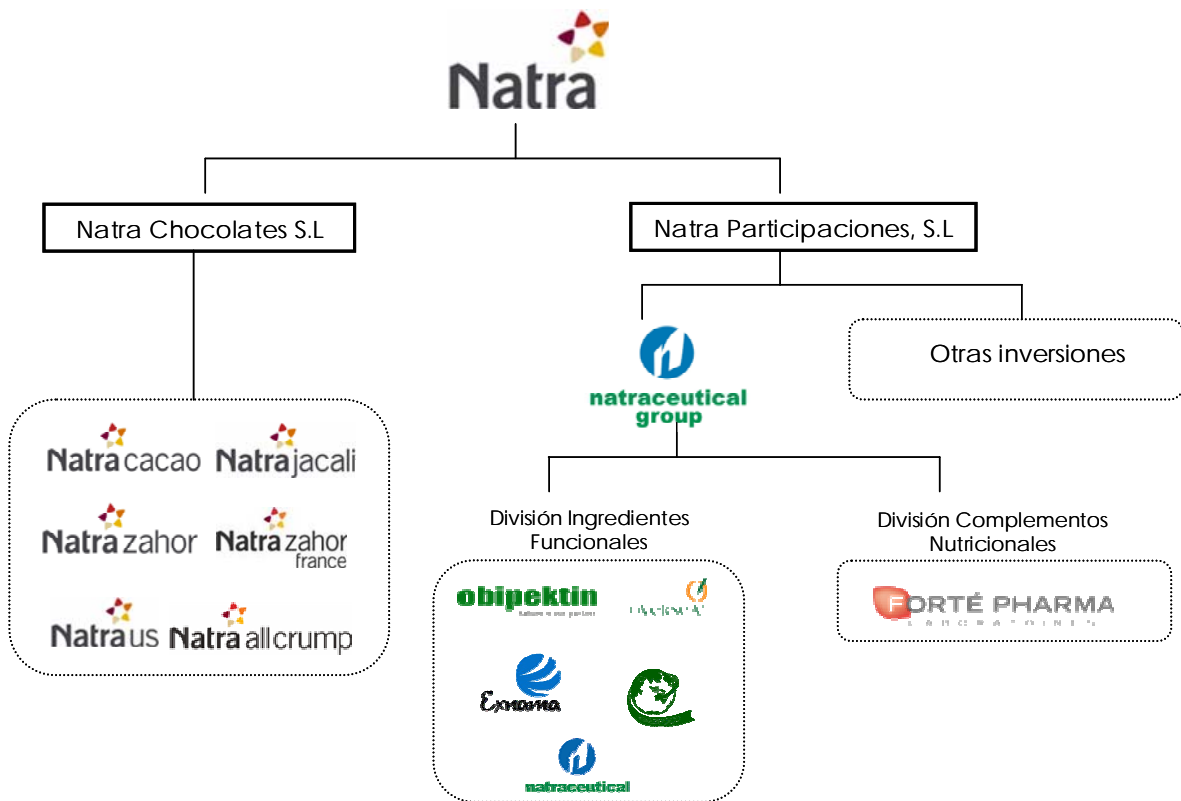 Natra
Natra Chocolates S.L
Natra Participaciones, S.L
natraceutical
group
Otras inversiones
Natra cacao
Natra jacali
Natra zahor
Natra zahor
france
Natra us
Natra allcrump
División Ingredientes
Funcionales
obipektin
Exnama
natraceutical
División Complementos
Nutricionales
FORTÉ PHARMA
LABORATOIRES